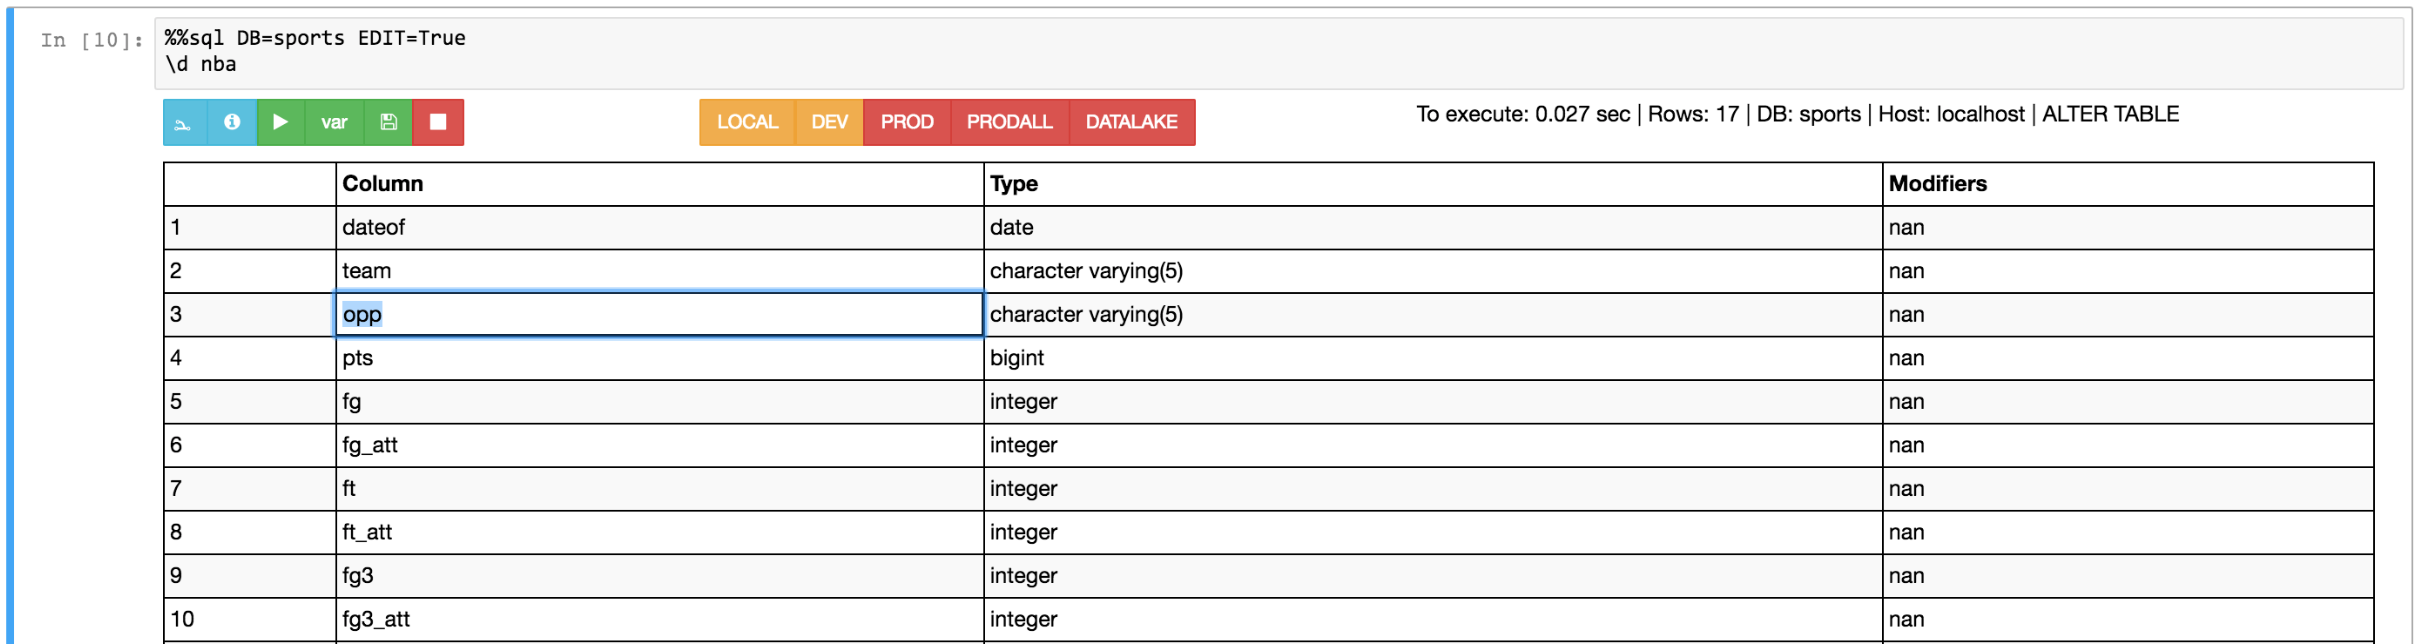 In [10]:
%%sql DB=sports EDIT=True
\d nba
var
LOCAL DEV PROD PRODALL DATALAKE
To execute: 0.027 sec | Rows: 17 | DB: sports | Host: localhost | ALTER TABLE
Column Type Modifiers
1 dateof date nan
2 team character varying(5) nan
3 opp character varying(5) nan
4 pts bigint nan
5 fg integer nan
6 fg_att integer nan
7 ft integer nan
8 ft_att integer nan
9 fg3 integer nan
10 fg3_att integer nan